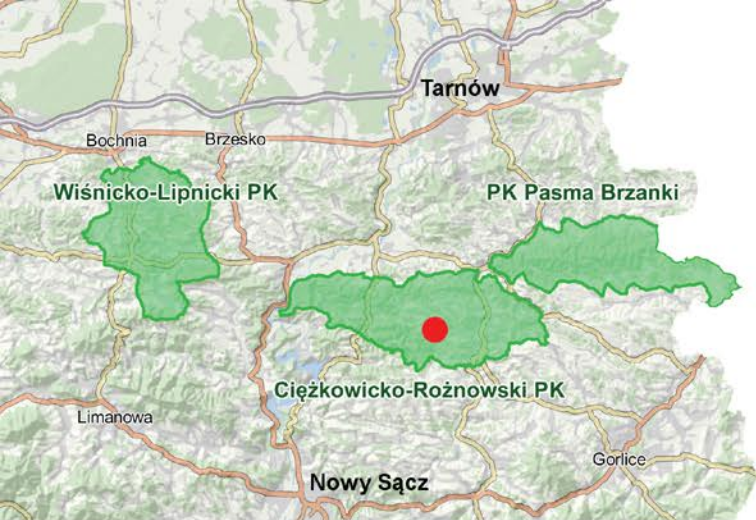 Tarnów
Bochnia
Brzesko
Wiśnicko-Lipnicki PK
PK Pasma Brzanki
Ciężkowicko-Rożnowski PK
Limanowa
Gorlice
Nowy Sącz